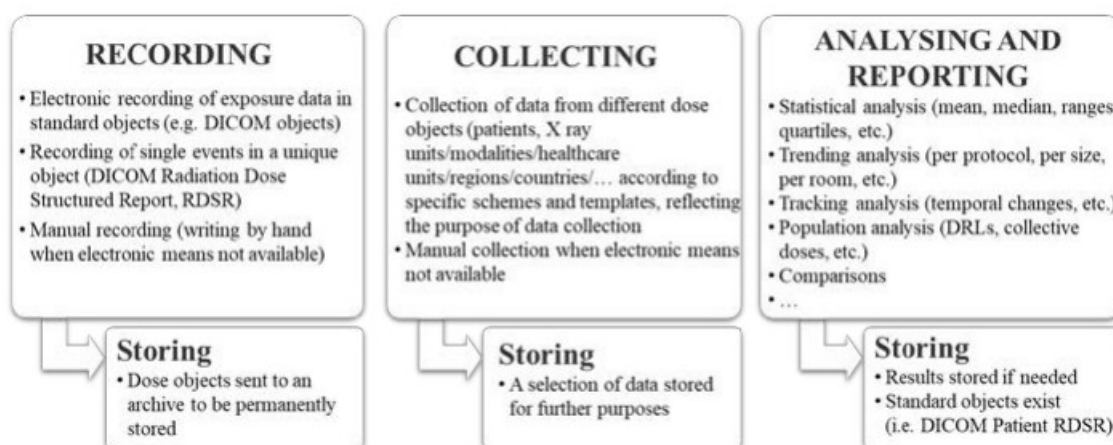 RECORDING
• Electronic recording of exposure data in
standard objects (e.g. DICOM objects)
• Recording of single events in a unique
object (DICOM Radiation Dose
Structured Report, RDSR)
• Manual recording (writing by hand
when electronic means not available)
Storing
• Dose objects sent to an
archive to be permanently
stored
COLLECTING
• Collection of data from different dose
objects (patients, X ray
units/modalities/healthcare
units/regions/countries/… according to
specific schemes and templates, reflecting
the purpose of data collection
• Manual collection when electronic means
not available
Storing
• A selection of data stored
for further purposes
ANALYSING AND
REPORTING
• Statistical analysis (mean, median, ranges
quartiles, etc.)
• Trending analysis (per protocol, per size,
per room, etc.)
• Tracking analysis (temporal changes, etc.)
• Population analysis (DRLs, collective
doses, etc.)
• Comparisons
• …
Storing
• Results stored if needed
• Standard objects exist
(i.e. DICOM Patient RDSR)